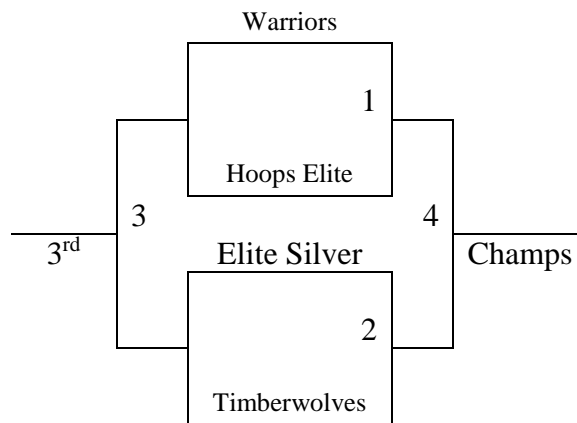 Warriors
1
Hoops Elite
3
4
3rd
Elite Silver
Champs
2
Timberwolves